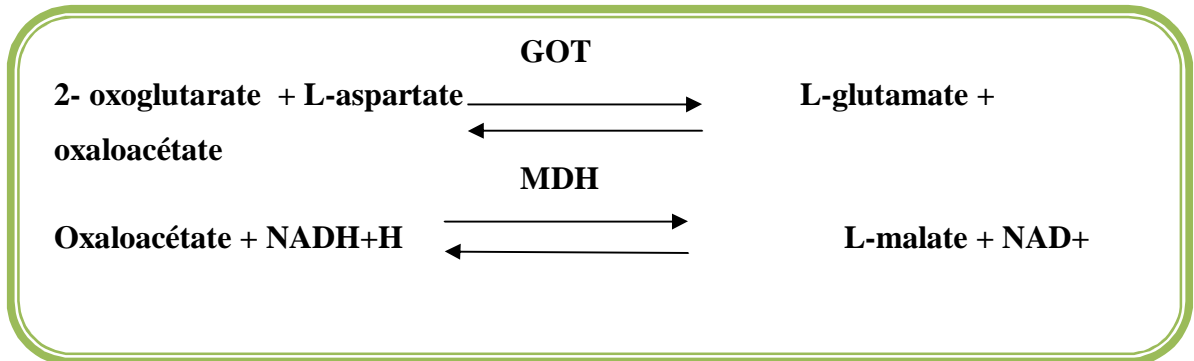 GOT
2- oxoglutarate + L-aspartate L-glutamate +
oxaloacétate
MDH
Oxaloacétate + NADH+H L-malate + NAD+